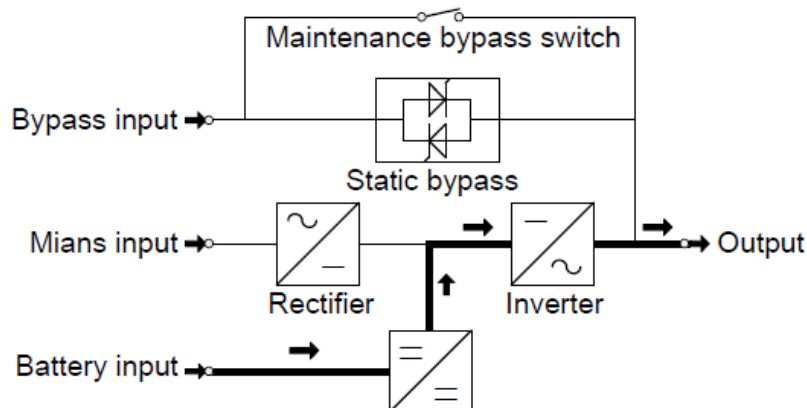 Maintenance bypass switch
Bypass input
Static bypass
Mians input
Output
Rectifier
Inverter
Battery input